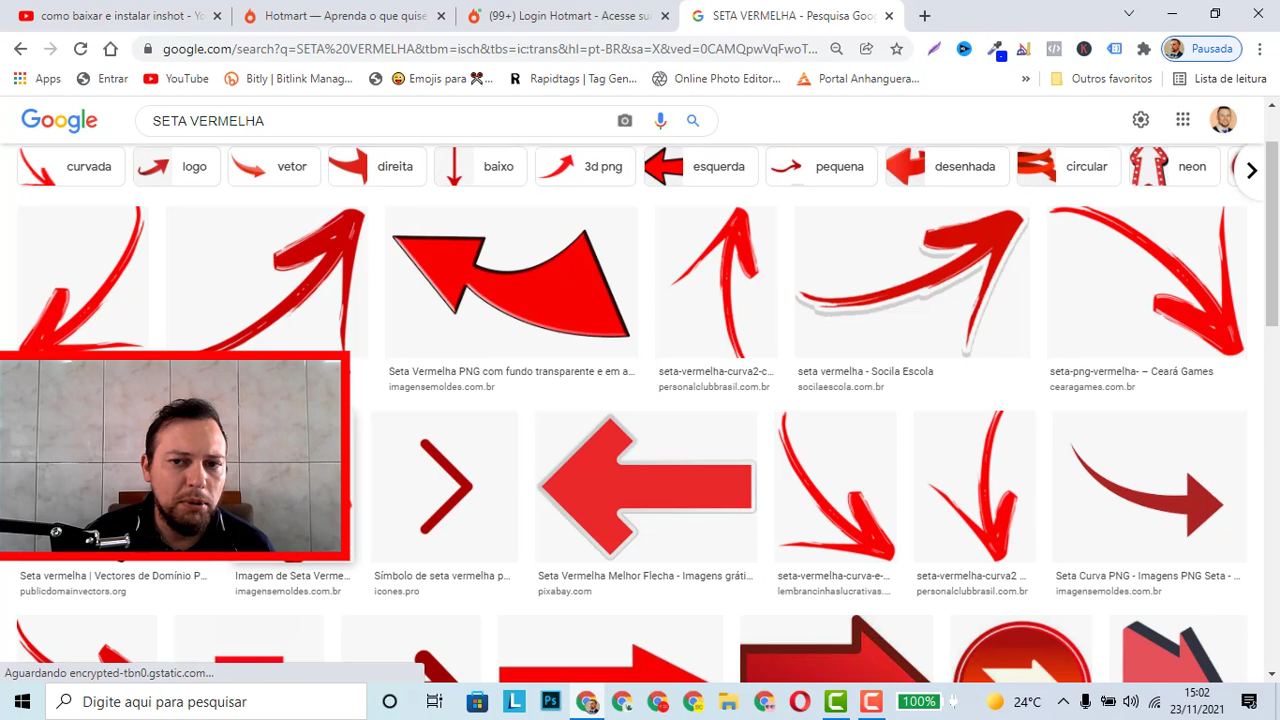 como baixar e instalar inshot - Yo
Hotmart — Aprenda o que quise
(99+) Login Hotmart - Acesse su
SETA VERMELHA - Pesquisa Goo
google.com/search?q=SETA%20VERMELHA&tbm=isch&tbs=ic:trans&hl=pt-BR&sa=X&ved=0CAMQpwVqFwoT...
Pausada
Apps
Entrar
YouTube
Bitly | Bitlink Manag...
Emojis para
Rapidtags | Tag Gen...
Online Photo Editor...
Portal Anhanguera...
»
Outros favoritos
Lista de leitura
Google
SETA VERMELHA
curvada
logo
vetor
direita
baixo
3d png
esquerda
pequena
desenhada
circular
neon
Seta Vermelha PNG com fundo transparente e em a...
imagensemoldes.com.br
seta-vermelha-curva2-c...
personalclubbrasil.com.br
seta vermelha - Socila Escola
socilaescola.com.br
seta-png-vermelha- – Ceará Games
cearagames.com
Seta vermelha | Vectores de Domínio P...
publicdomainvectors.org
Imagem de Seta Verme...
imagensemoldes.com.br
Símbolo de seta vermelha p...
icones.pro
Seta Vermelha Melhor Flecha - Imagens gráti...
pixabay.com
seta-vermelha-curva-e-...
lembrancinhaslucrativas....
seta-vermelha-curva2 ...
personalclubbrasil.com.br
Seta Curva PNG - Imagens PNG Seta - ...
imagensemoldes.com.br
Aguardando encrypted-tbn0.gstatic.com...
Digite aqui para pesquisar
L
Ps
100%
24°C
15:02
23/11/2021